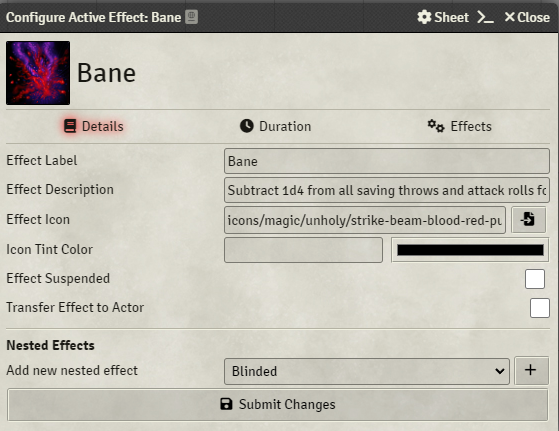 Configure Active Effect: Bane Sheet Close
Bane
Details Duration Effects
Effect Label Bane
Effect Description Subtract 1d4 from all saving throws and attack rolls
Effect Icon icons/magic/unholy/strike-beam-blood-red-pu
Icon Tint Color
Effect Suspended
Transfer Effect to Actor
Nested Effects
Add new nested effect Blinded
Submit Changes